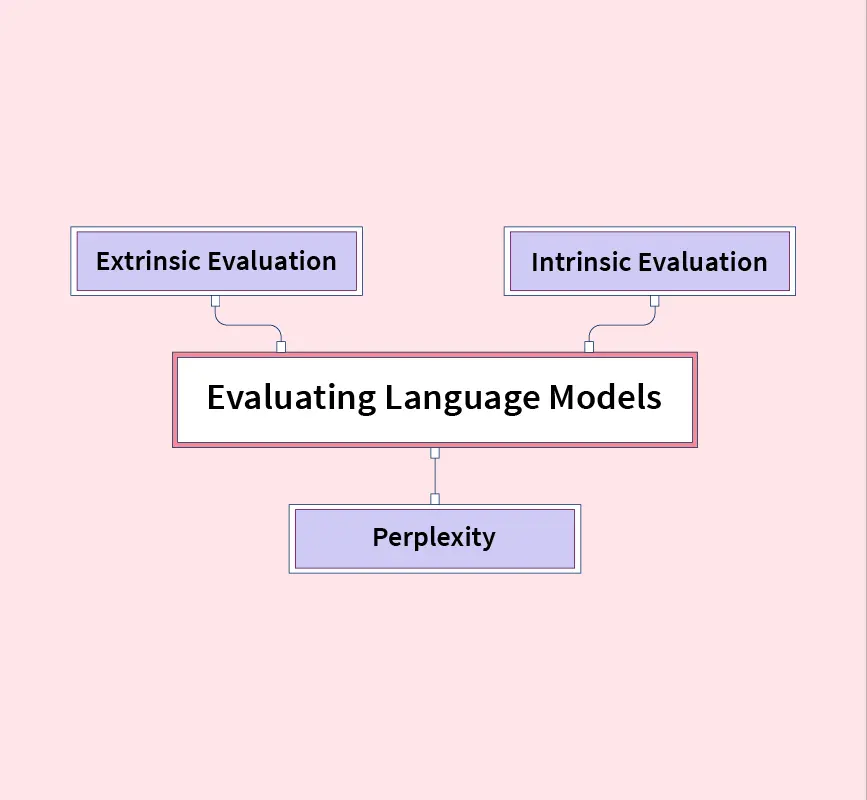 Extrinsic Evaluation
Intrinsic Evaluation
Evaluating Language Models
Perplexity